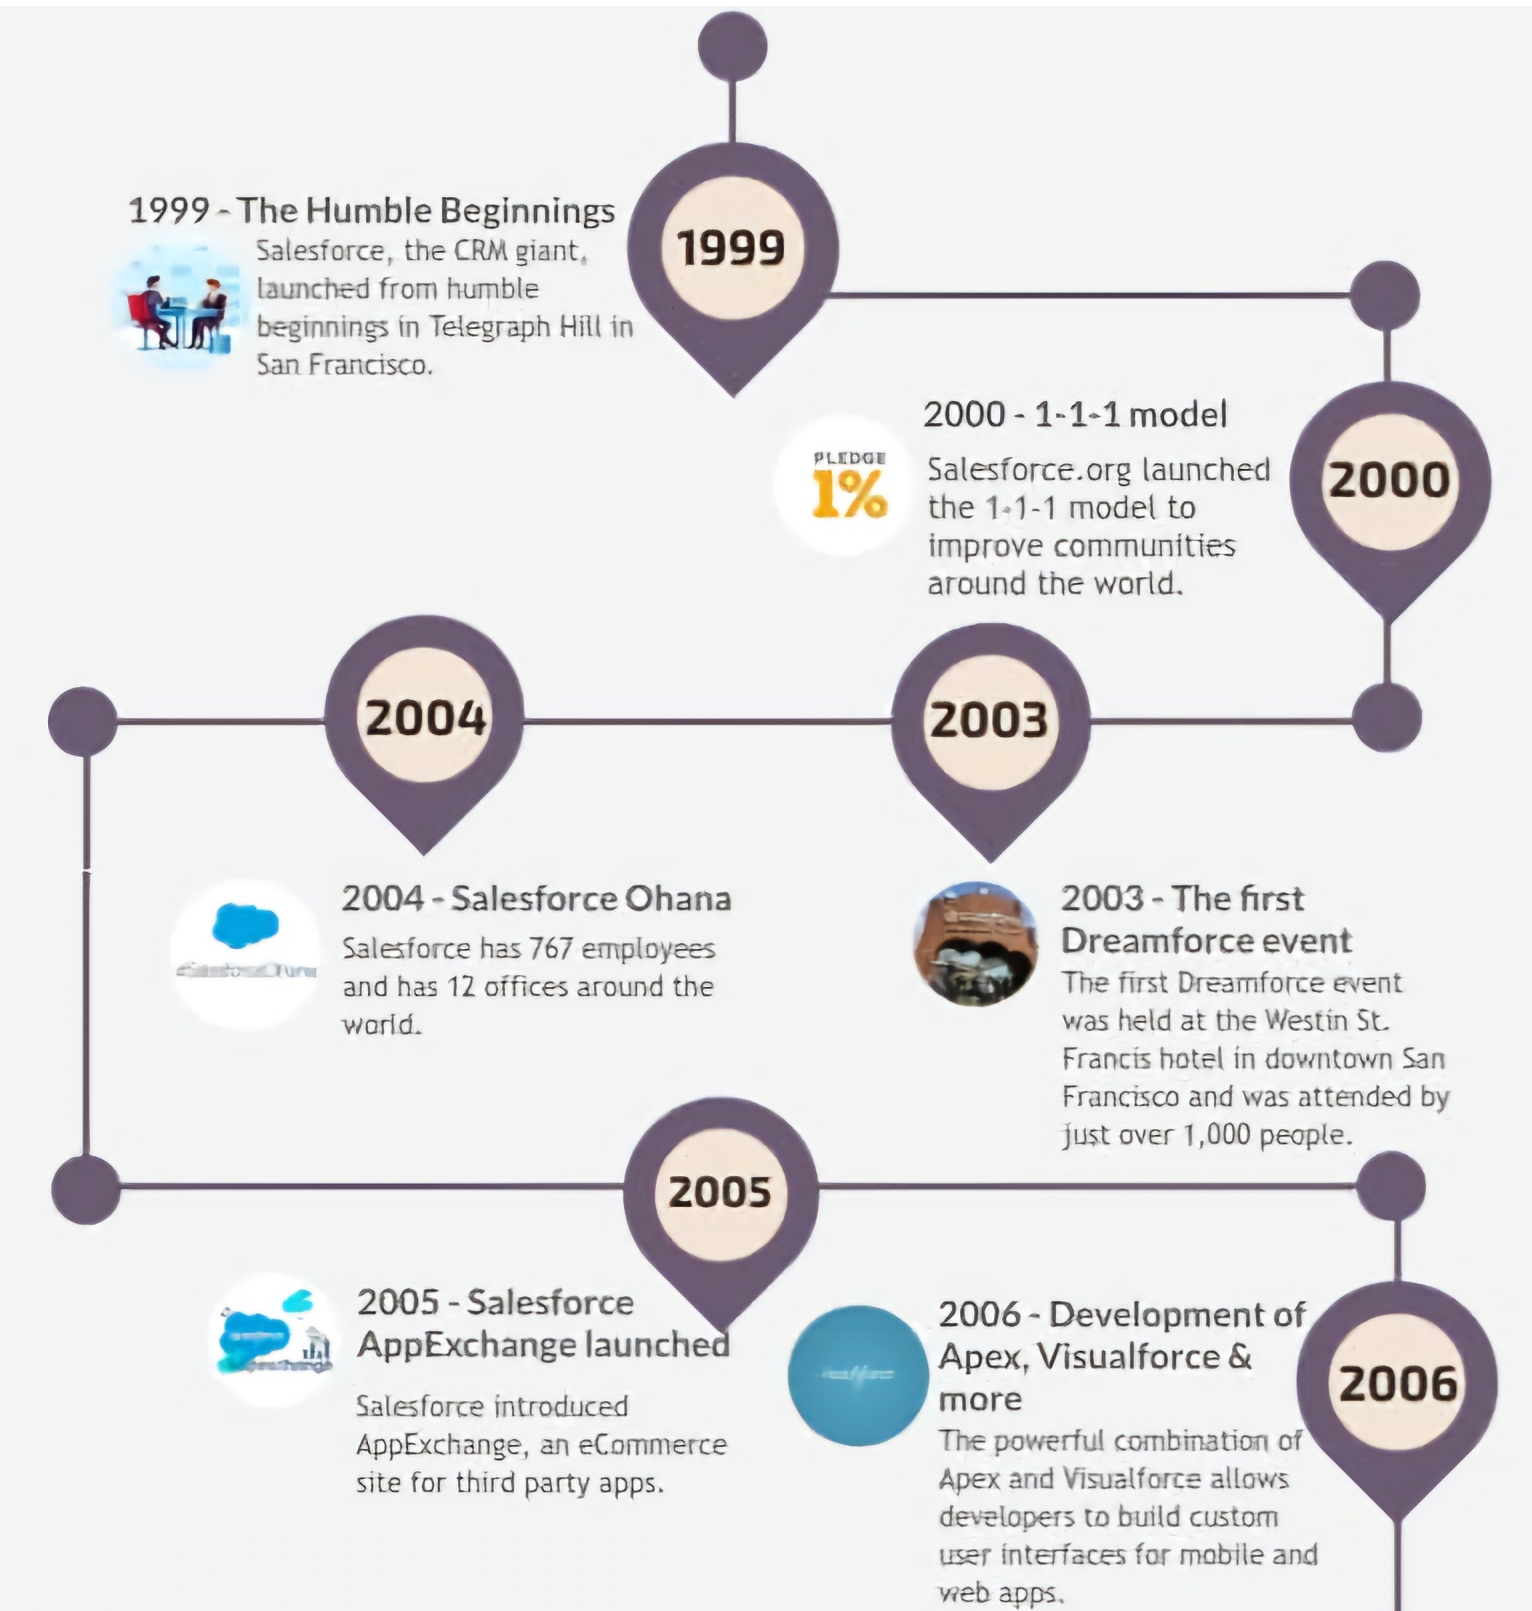 1999 - The Humble Beginnings
Salesforce, the CRM giant,
launched from humble
beginnings in Telegraph Hill in
San Francisco.
1999
2000 - 1-1-1 model
PLEDGE
1%
Salesforce.org launched
the 1-1-1 model to
improve communities
around the world.
2000
2003
2003 - The first
Dreamforce event
The first Dreamforce event
was held at the Westin St.
Francis hotel in downtown San
Francisco and was attended by
just over 1,000 people.
2004
2004 - Salesforce Ohana
Salesforce has 767 employees
and has 12 offices around the
world.
2005
2005 - Salesforce
AppExchange launched
Salesforce introduced
AppExchange, an eCommerce
site for third party apps.
2006 - Development of
Apex, Visualforce &
more
The powerful combination of
Apex and Visualforce allows
developers to build custom
user interfaces for mobile and
web apps.
2006